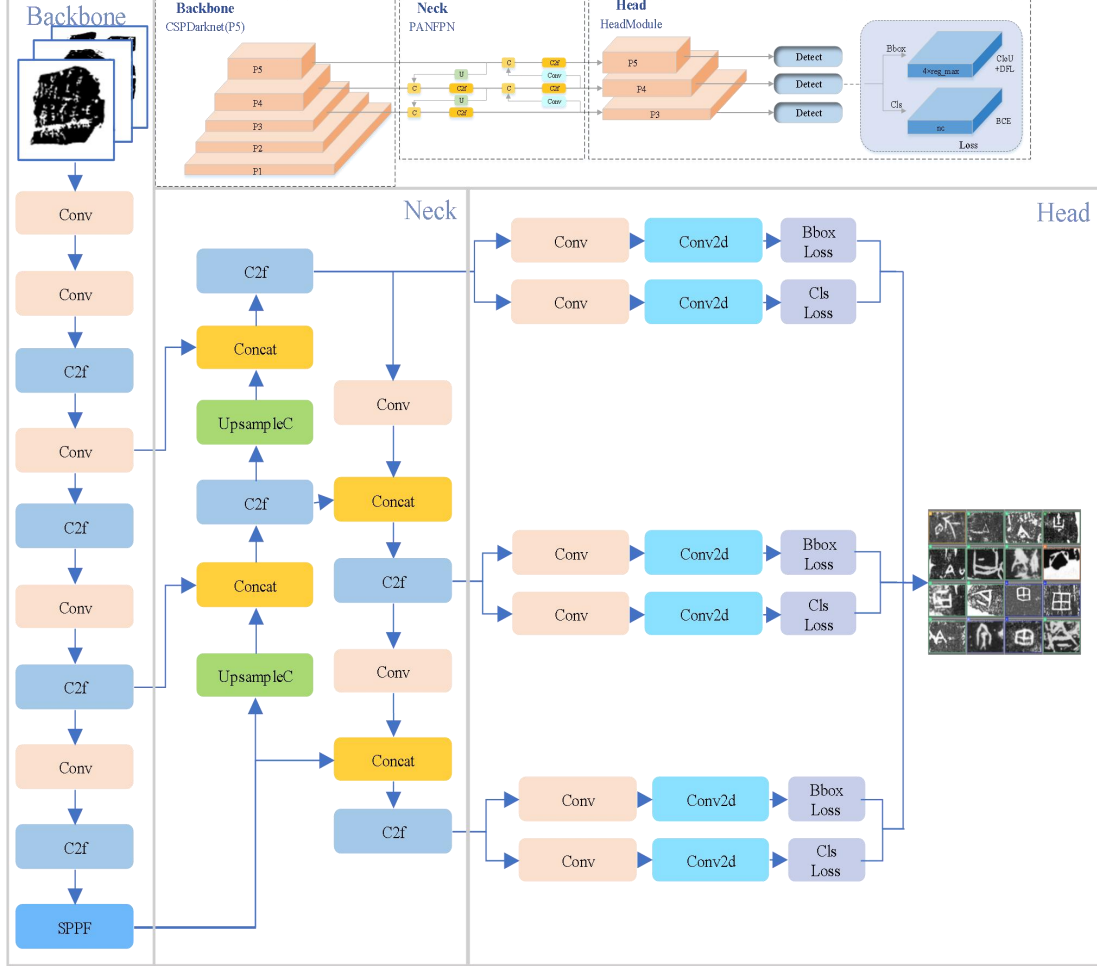 Backbone
Backbone
CSPDarknet(P5)
P5
P4
P3
P2
P1
Neck
PANFPN
C
C2f
U
Conv
C
C2f
C
C2f
U
Conv
C
C2f
Head
HeadModule
P5
P4
P3
Detect
Detect
Detect
Bbox
Cls
4×reg_max
CIoU
+DFL
nc
BCE
Loss
Conv
Conv
C2f
Conv
C2f
Conv
C2f
Conv
C2f
SPPF
Neck
C2f
Concat
UpsampleC
C2f
Concat
UpsampleC
Conv
Concat
C2f
Conv
Concat
C2f
Head
Conv
Conv2d
Bbox
Loss
Conv
Conv2d
Cls
Loss
Conv
Conv2d
Bbox
Loss
Conv
Conv2d
Cls
Loss
Conv
Conv2d
Bbox
Loss
Conv
Conv2d
Cls
Loss